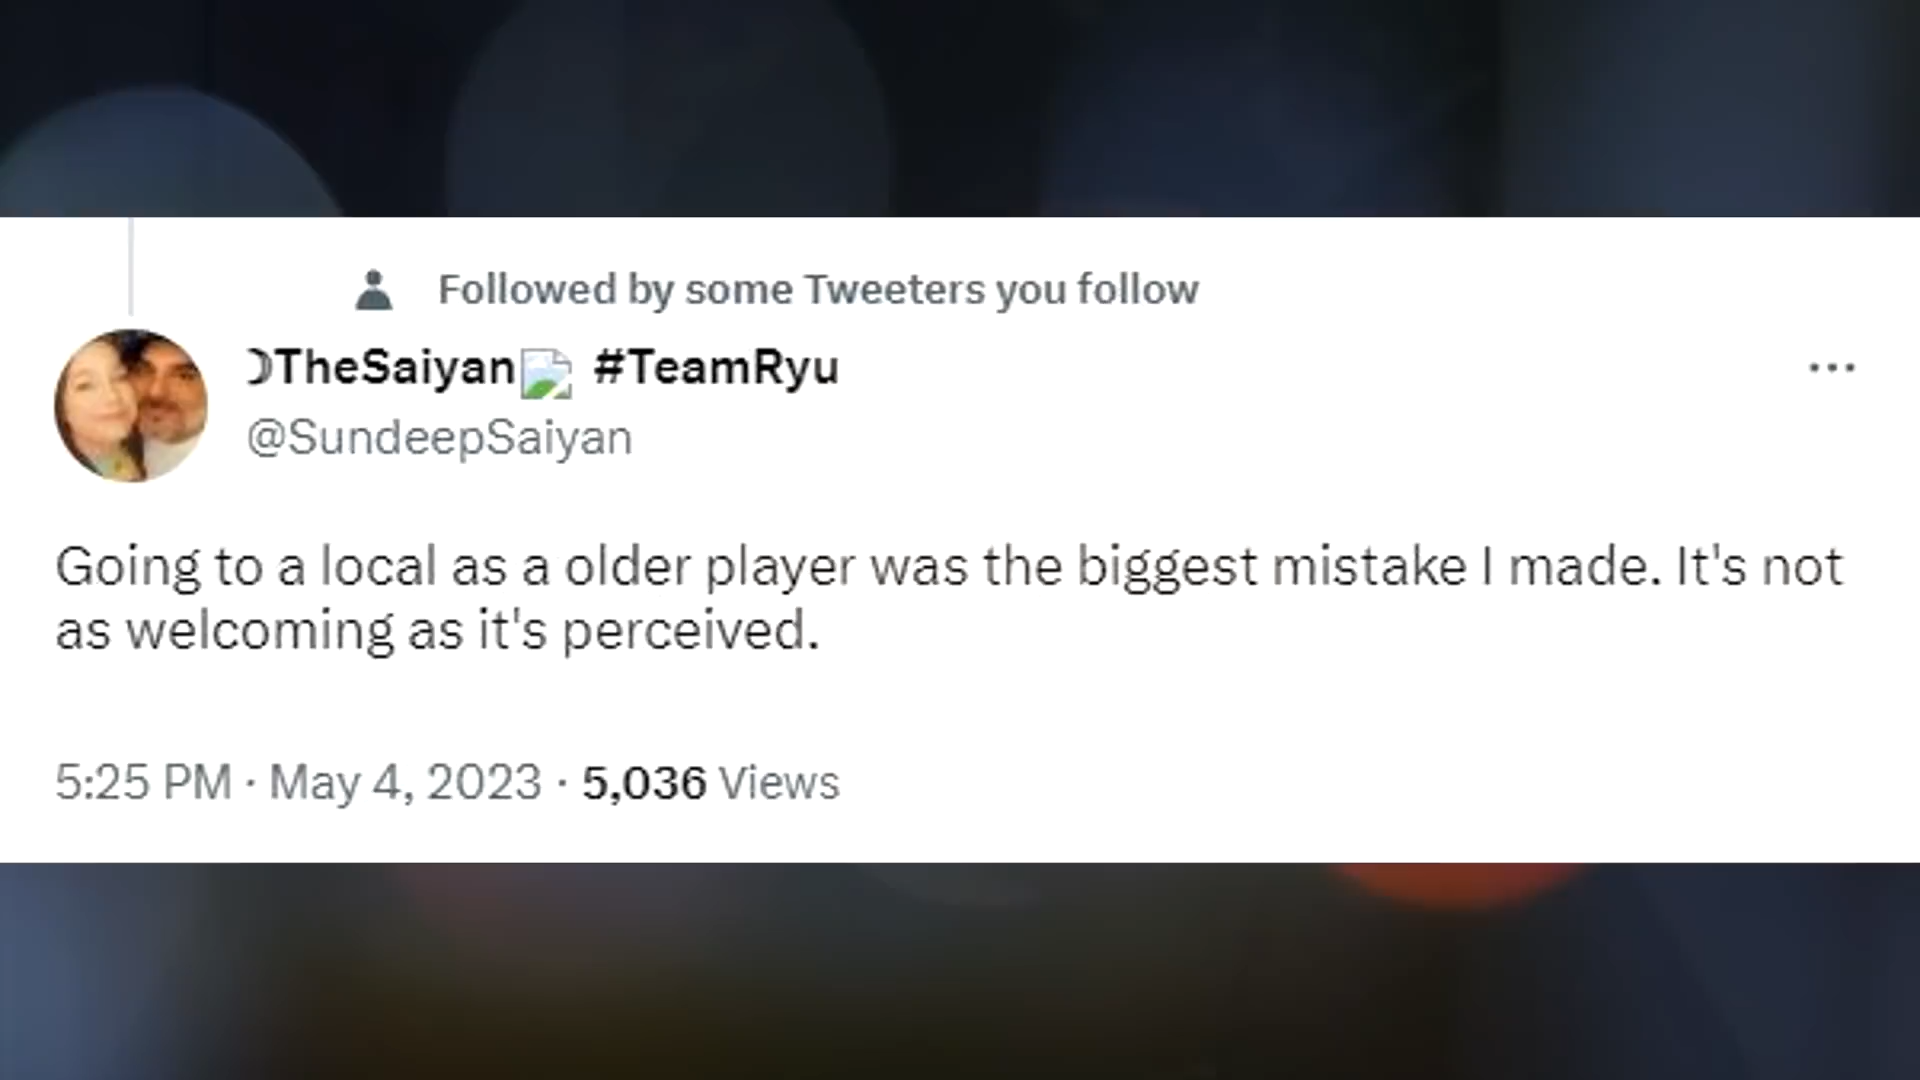 Followed by some Tweeters you follow
☽TheSaiyan #TeamRyu
@SundeepSaiyan
Going to a local as a older player was the biggest mistake I made. It's not
as welcoming as it's perceived.
5:25 PM · May 4, 2023 · 5,036 Views